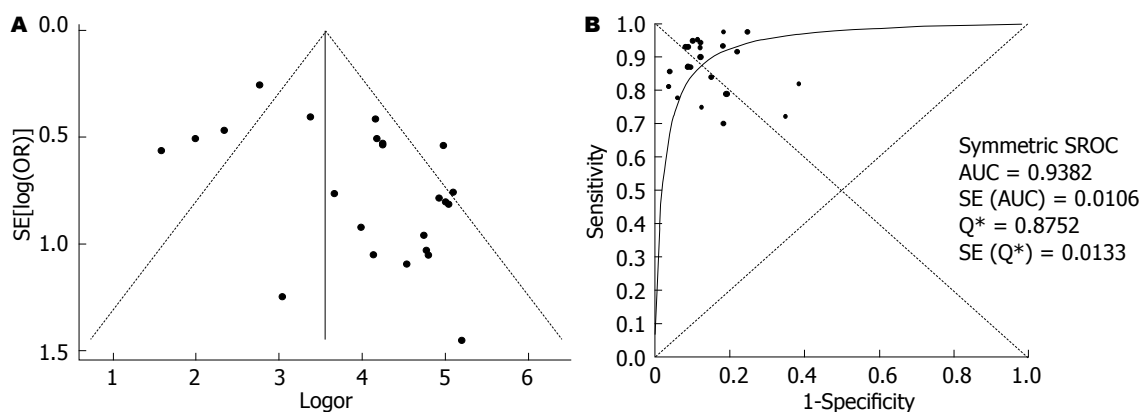 A
0.0
0.5
1.0
1.5
SE[log(OR)]
1 2 3 4 5 6
Logor
B
1.0
0.9
0.8
0.7
0.6
0.5
0.4
0.3
0.2
0.1
0.0
Sensitivity
0 0.2 0.4 0.6 0.8 1.0
1-Specificity
Symmetric SROC
AUC = 0.9382
SE (AUC) = 0.0106
Q* = 0.8752
SE (Q*) = 0.0133